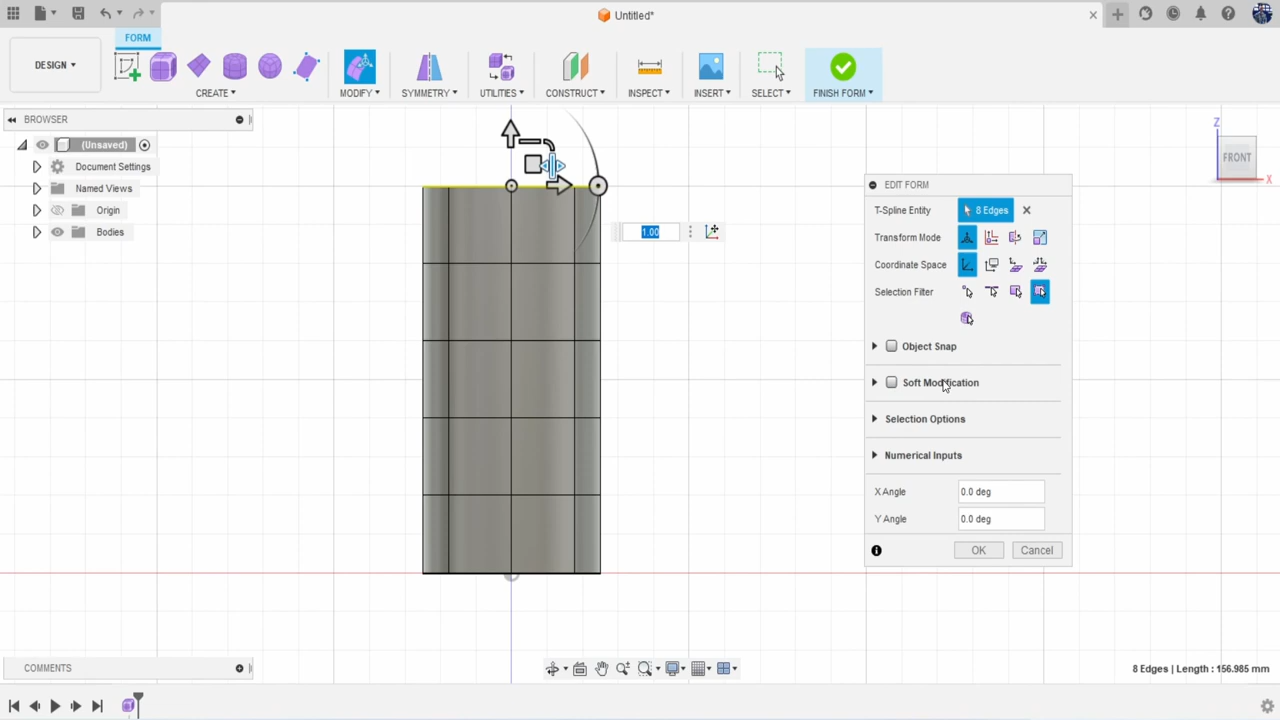 Untitled*
FORM
DESIGN
CREATE
MODIFY
SYMMETRY
UTILITIES
CONSTRUCT
INSPECT
INSERT
SELECT
FINISH FORM
BROWSER
(Unsaved)
Document Settings
Named Views
Origin
Bodies
Z
FRONT
X
1.00
EDIT FORM
T-Spline Entity
8 Edges
Transform Mode
Coordinate Space
Selection Filter
Object Snap
Soft Modification
Selection Options
Numerical Inputs
X Angle
0.0 deg
Y Angle
0.0 deg
OK
Cancel
COMMENTS
8 Edges | Length : 156.985 mm